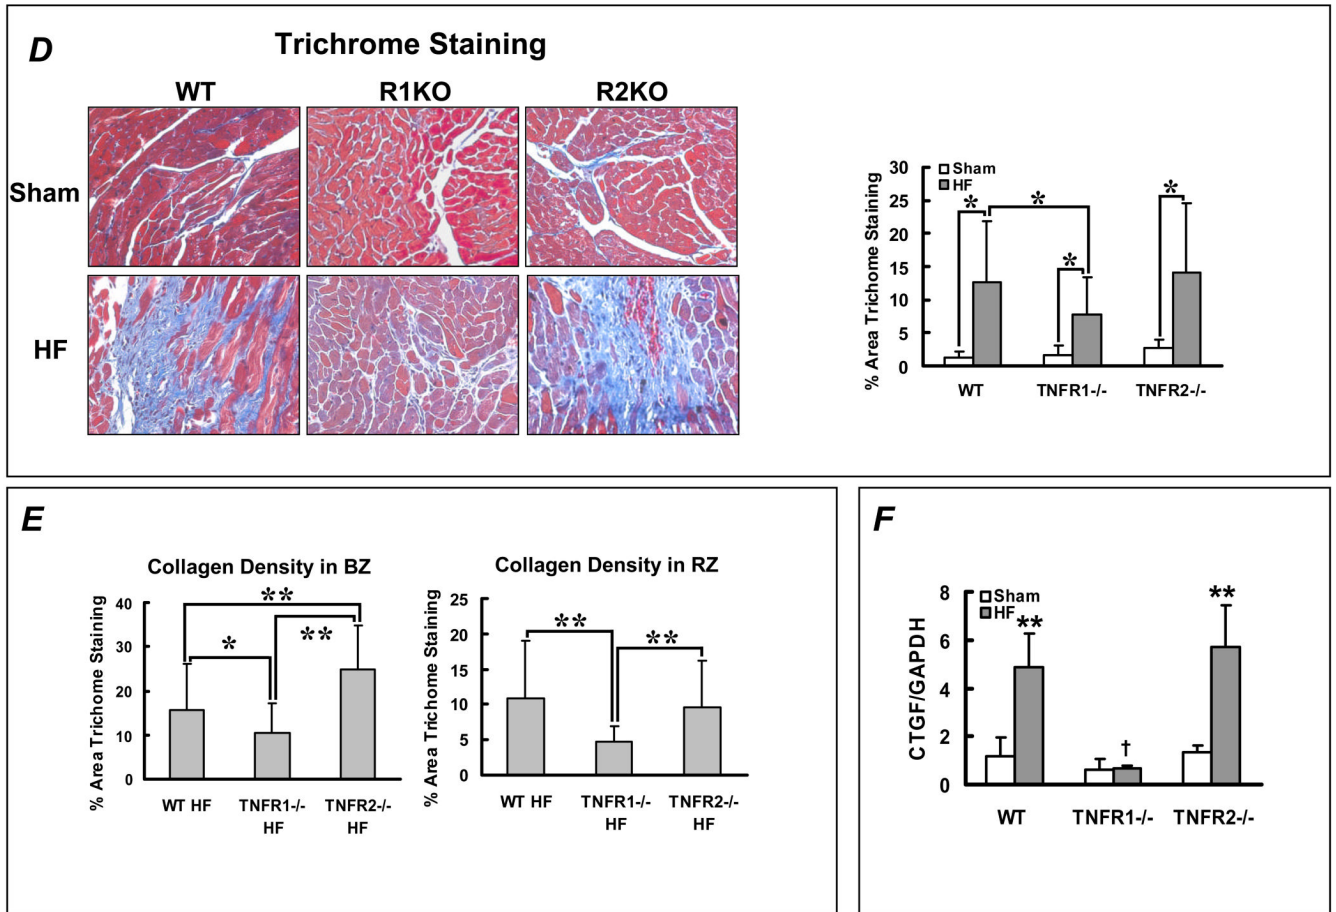 D
Trichrome Staining
WT R1KO R2KO
Sham
HF
% Area Trichome Staining
30
25
20
15
10
5
0
Sham
HF
*
*
*
*
WT TNFR1-/- TNFR2-/-
E
Collagen Density in BZ
% Area Trichome Staining
40
30
20
10
0
**
*
**
WT HF TNFR1-/- TNFR2-/-
HF HF
Collagen Density in RZ
% Area Trichome Staining
25
20
15
10
5
0
**
**
WT HF TNFR1-/- TNFR2-/-
HF HF
F
CTGF/GAPDH
8
6
4
2
0
Sham
HF
**
†
**
WT TNFR1-/- TNFR2-/-